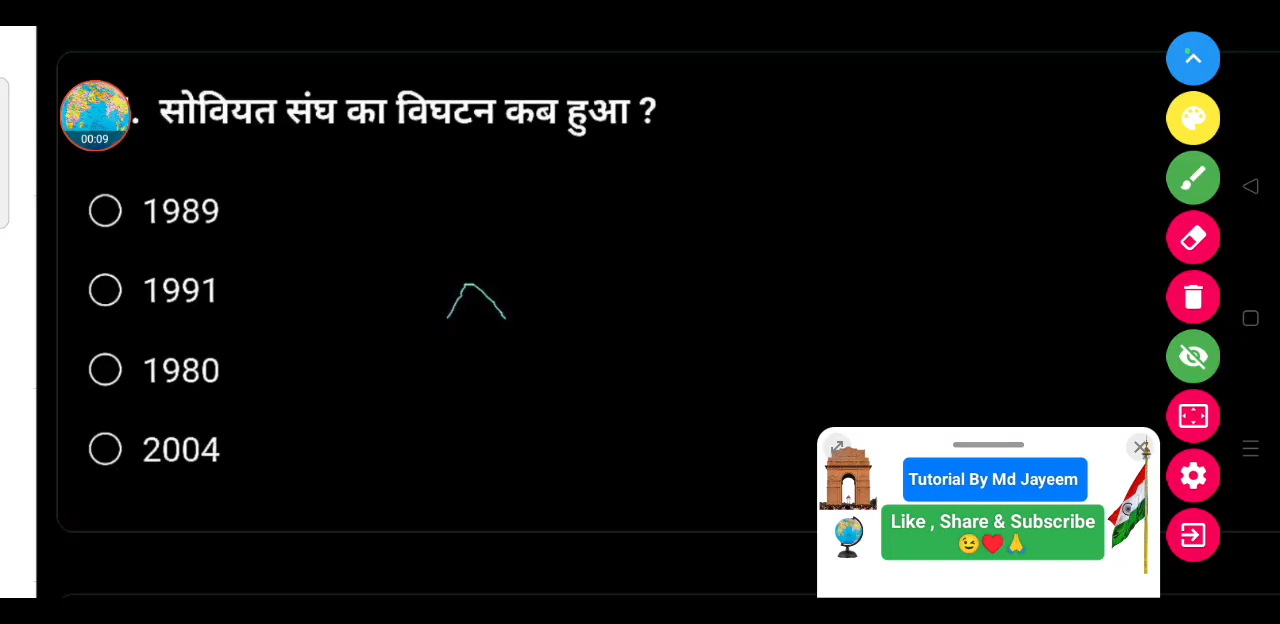 . सोवियत संघ का विघटन कब हुआ ?
00:09
1989
1991
1980
2004
Tutorial By Md Jayeem
Like , Share & Subscribe
😉❤️🙏